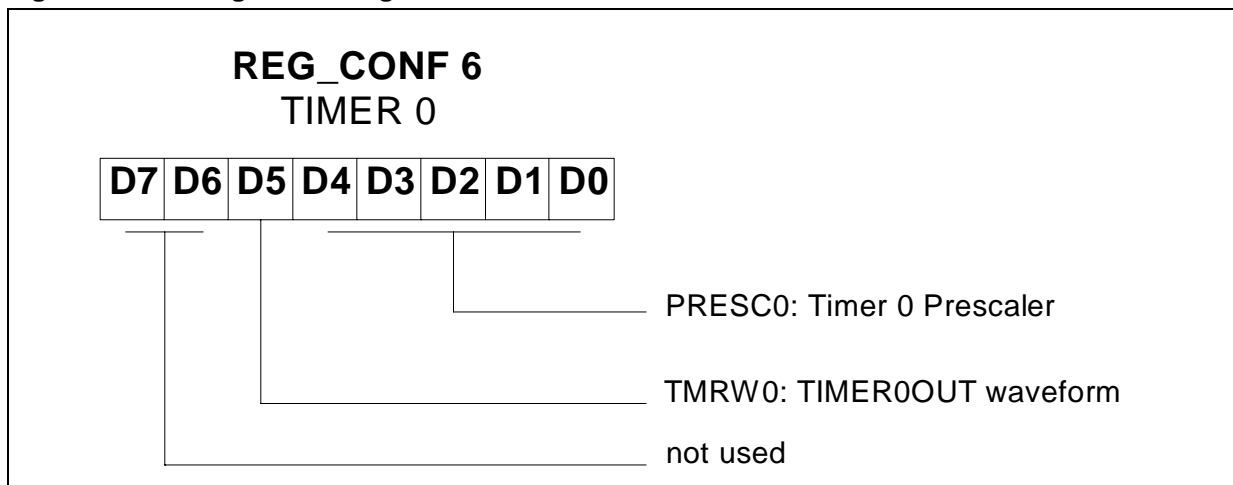 REG_CONF 6
TIMER 0
D7 D6 D5 D4 D3 D2 D1 D0
PRESC0: Timer 0 Prescaler
TMRW0: TIMER0OUT waveform
not used